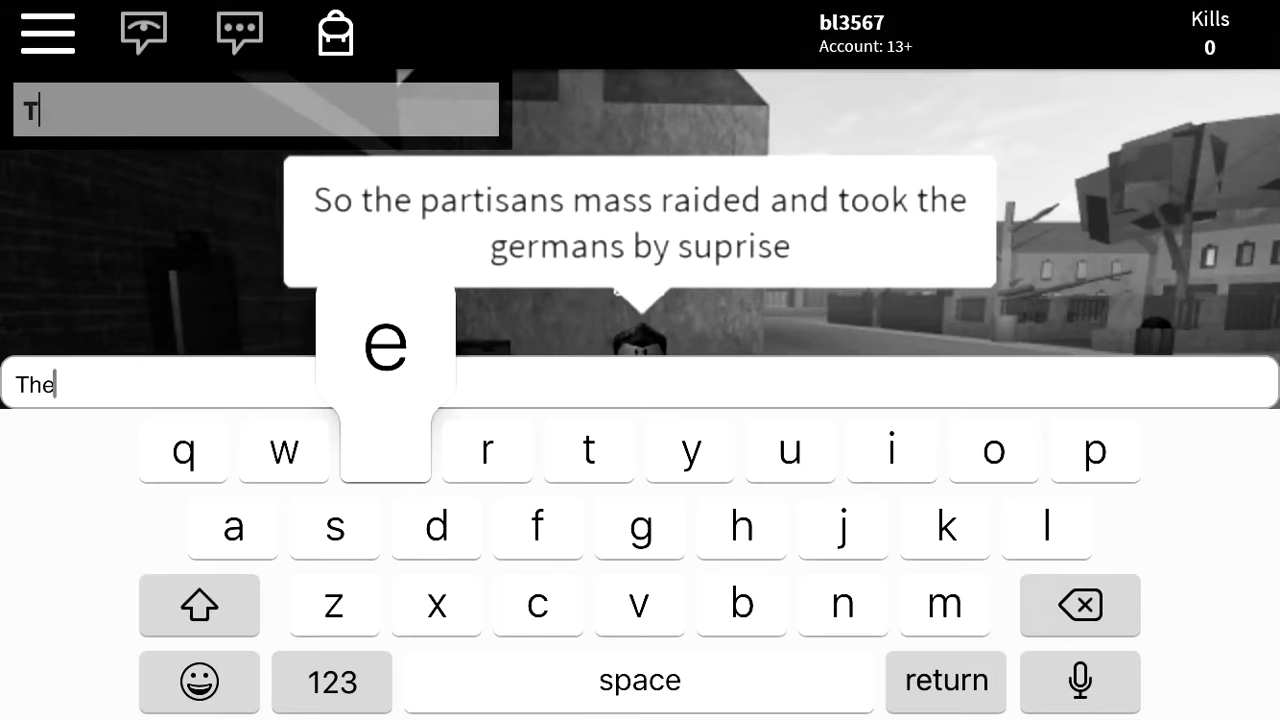 bl3567
Account: 13+
Kills
0
T
So the partisans mass raided and took the
germans by suprise
e
The
q w r t y u i o p
a s d f g h j k l
z x c v b n m
123 space return